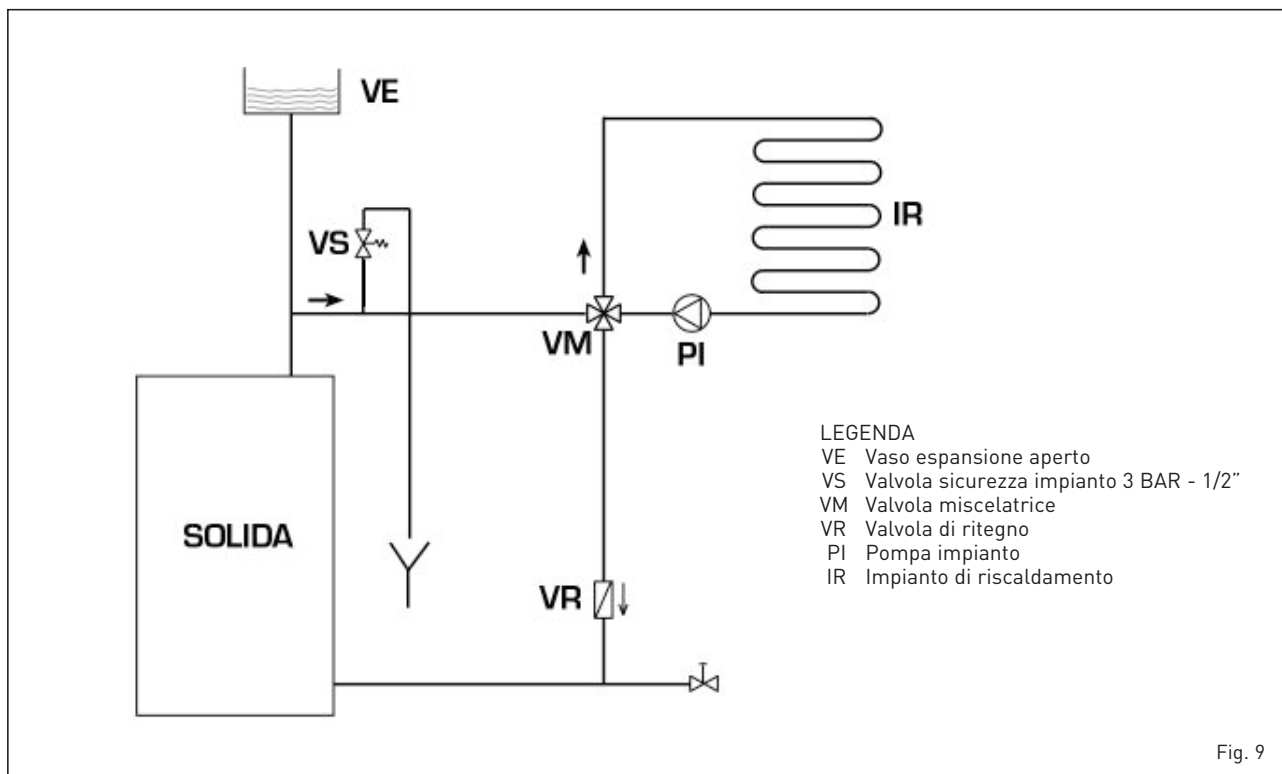 VE
VS
IR
VM
PI
SOLIDA
VR
LEGENDA
VE Vaso espansione aperto
VS Valvola sicurezza impianto 3 BAR - 1/2”
VM Valvola miscelatrice
VR Valvola di ritegno
PI Pompa impianto
IR Impianto di riscaldamento
Fig. 9